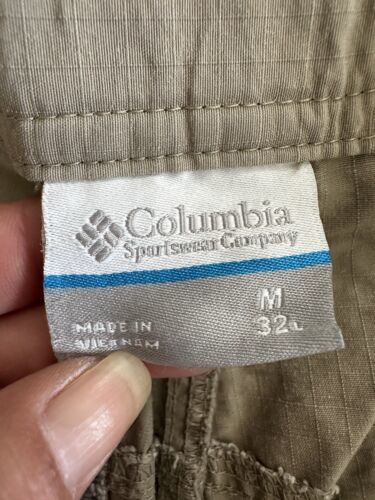 Columbia
Sportswear Company
M
32L
MADE IN
VIETNAM